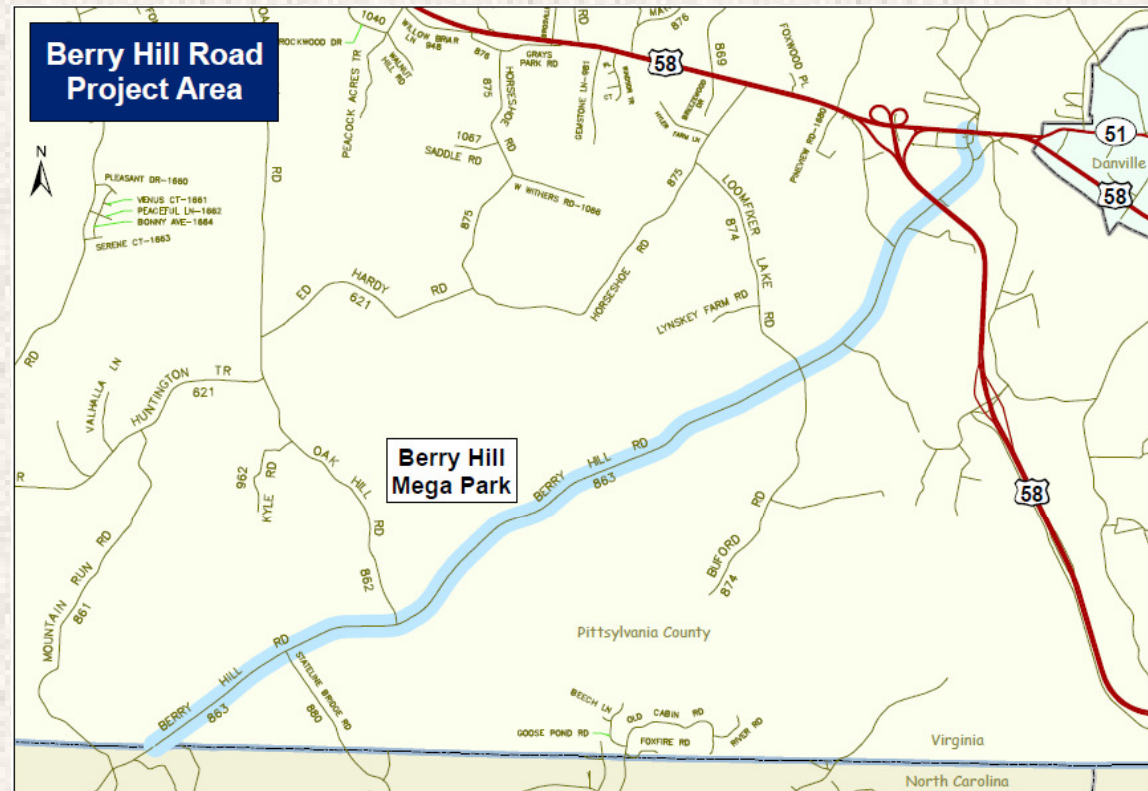 Berry Hill Road
Project Area
N
1040
ROCKWOOD DR
WILLOW BRIAR
LN 948
WALNUT
HILL RD
PEACOCK ACRES TR
876
GRAYS
PARK RD
HORSESHOE RD
875
GEMSTONE LN-981
WINDSOR TR
876
869
BREEZEWOOD
DR
HYLER FARM LN
58
FOXWOOD PL
PINEVIEW RD-1680
51
Danville
58
1067
SADDLE RD
W WITHERS RD-1066
875
875
HORSESHOE RD
LOOMFIXER
874
LAKE
RD
LYNSKEY FARM RD
RD
PLEASANT DR-1660
VENUS CT-1661
PEACEFUL LN-1662
BONNY AVE-1664
SERENE CT-1663
ED HARDY RD
621
RD
VALHALLA LN
HUNTINGTON TR
621
R
962
KYLE RD
OAK HILL RD
862
Berry Hill
Mega Park
BERRY HILL RD
863
58
BUFORD RD
874
MOUNTAIN RUN RD
861
Pittsylvania County
BERRY HILL RD
863
STATELINE BRIDGE RD
880
BEECH LN
OLD CABIN RD
GOOSE POND RD
FOXFIRE RD
RIVER RD
Virginia
North Carolina